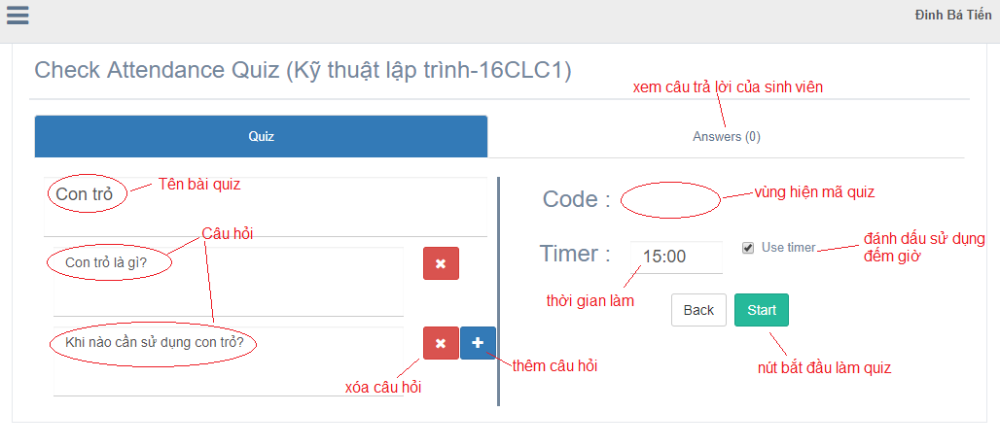 Đinh Bá Tiến
Check Attendance Quiz (Kỹ thuật lập trình-16CLC1)
xem câu trả lời của sinh viên
Quiz
Answers (0)
Con trỏ
Tên bài quiz
Code :
vùng hiện mã quiz
Câu hỏi
Con trỏ là gì?
Timer :
15:00
Use timer
đánh dấu sử dụng
đếm giờ
thời gian làm
Back
Start
Khi nào cần sử dụng con trỏ?
thêm câu hỏi
nút bắt đầu làm quiz
xóa câu hỏi